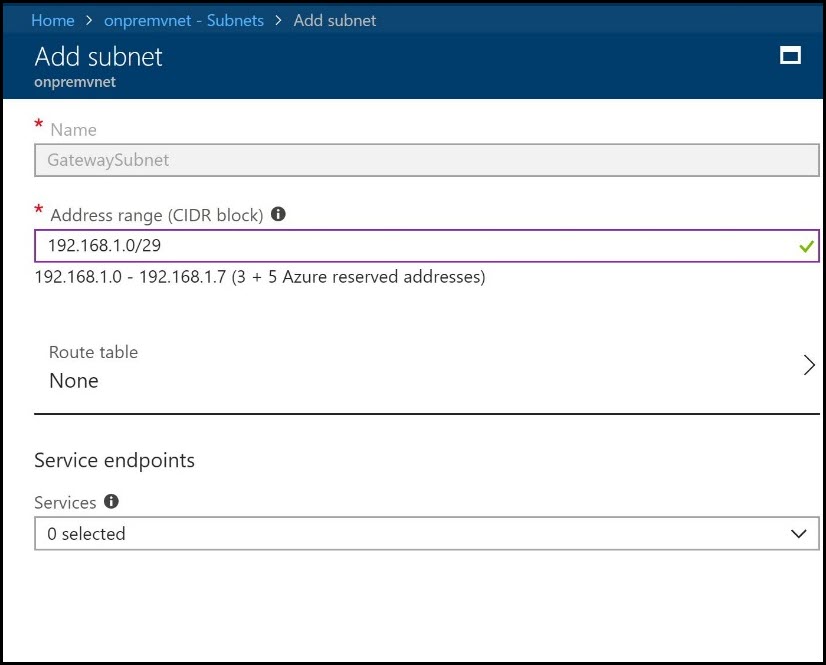 Home > onpremvnet - Subnets > Add subnet
Add subnet
onpremvnet
* Name
GatewaySubnet
* Address range (CIDR block)
192.168.1.0/29
192.168.1.0 - 192.168.1.7 (3 + 5 Azure reserved addresses)
Route table
None
Service endpoints
Services
0 selected